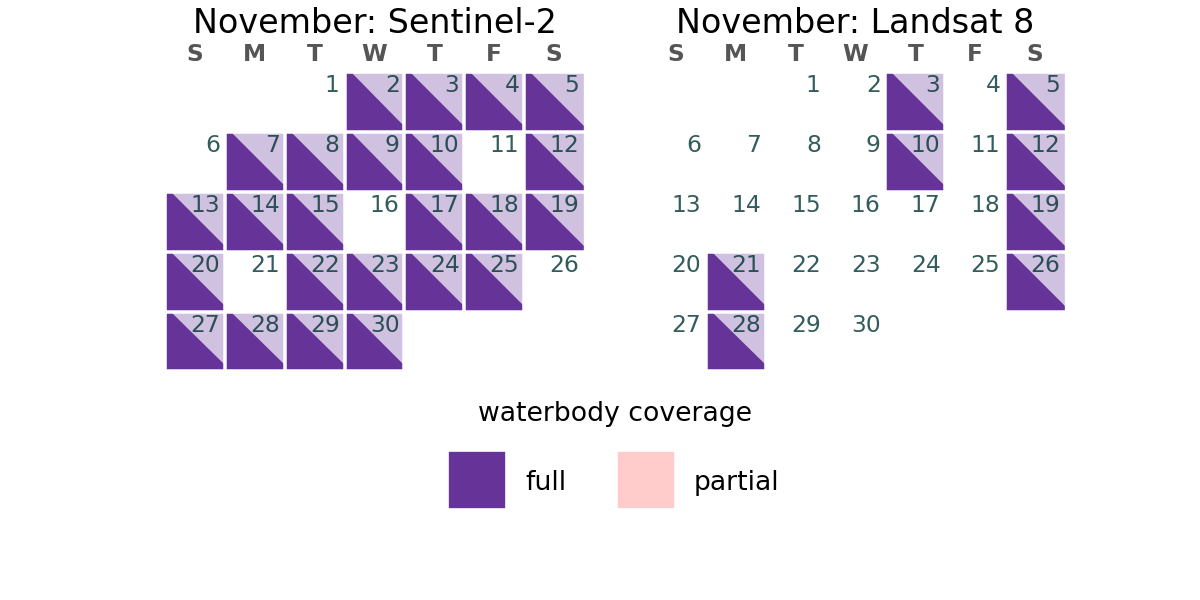 November: Sentinel-2
S M T W T F S
1 2 3 4 5
6 7 8 9 10 11 12
13 14 15 16 17 18 19
20 21 22 23 24 25 26
27 28 29 30
November: Landsat 8
S M T W T F S
1 2 3 4 5
6 7 8 9 10 11 12
13 14 15 16 17 18 19
20 21 22 23 24 25 26
27 28 29 30
waterbody coverage
full partial